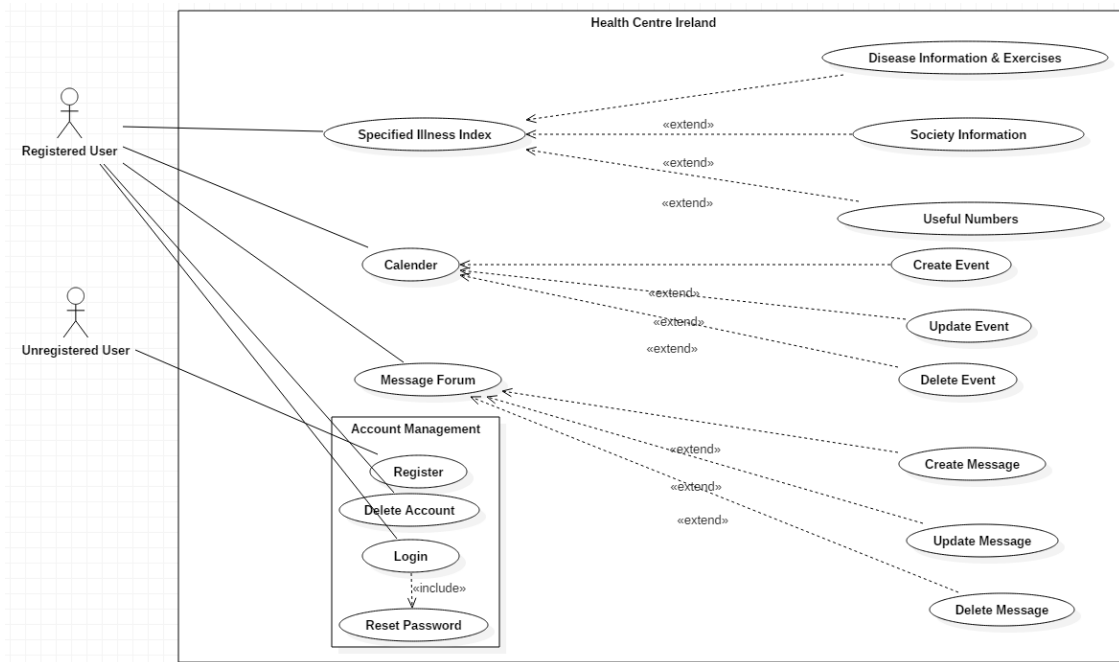 Health Centre Ireland
Disease Information & Exercises
Registered User
Specified Illness Index
«extend»
Society Information
«extend»
«extend»
Useful Numbers
Calender
Create Event
«extend»
«extend»
Update Event
«extend»
Unregistered User
Message Forum
Delete Event
Account Management
«extend»
Create Message
Register
«extend»
Delete Account
«extend»
Update Message
Login
«include»
Reset Password
Delete Message